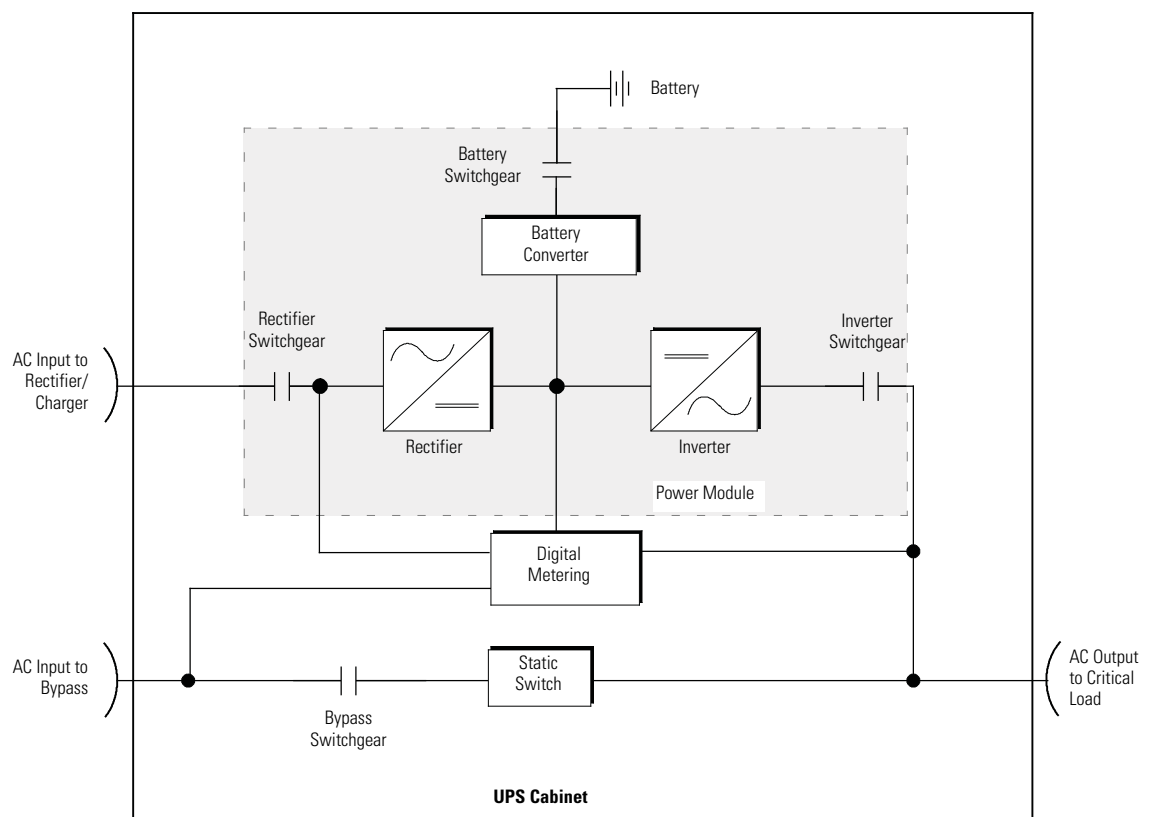 Battery
Battery
Switchgear
Battery
Converter
Rectifier
Switchgear
Inverter
Switchgear
AC Input to
Rectifier/
Charger
Rectifier
Inverter
Power Module
Digital
Metering
AC Input to
Bypass
Static
Switch
AC Output
to Critical
Load
Bypass
Switchgear
UPS Cabinet